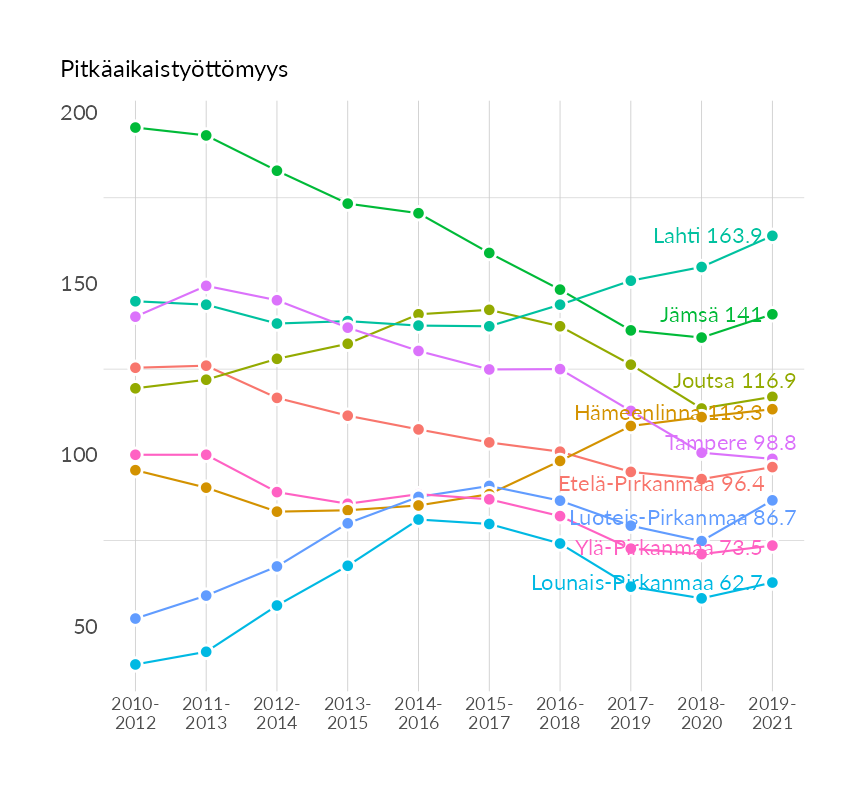 Pitkäaikaistyöttömyys
200
150
100
50
Lahti 163.9
Jämsä 141
Joutsa 116.9
Hämeenlinna 113.3
Tampere 98.8
Etelä-Pirkanmaa 96.4
Luoteis-Pirkanmaa 86.7
Ylä-Pirkanmaa 73.5
Lounais-Pirkanmaa 62.7
2010- 2011- 2012- 2013- 2014- 2015- 2016- 2017- 2018- 2019-
2012 2013 2014 2015 2016 2017 2018 2019 2020 2021